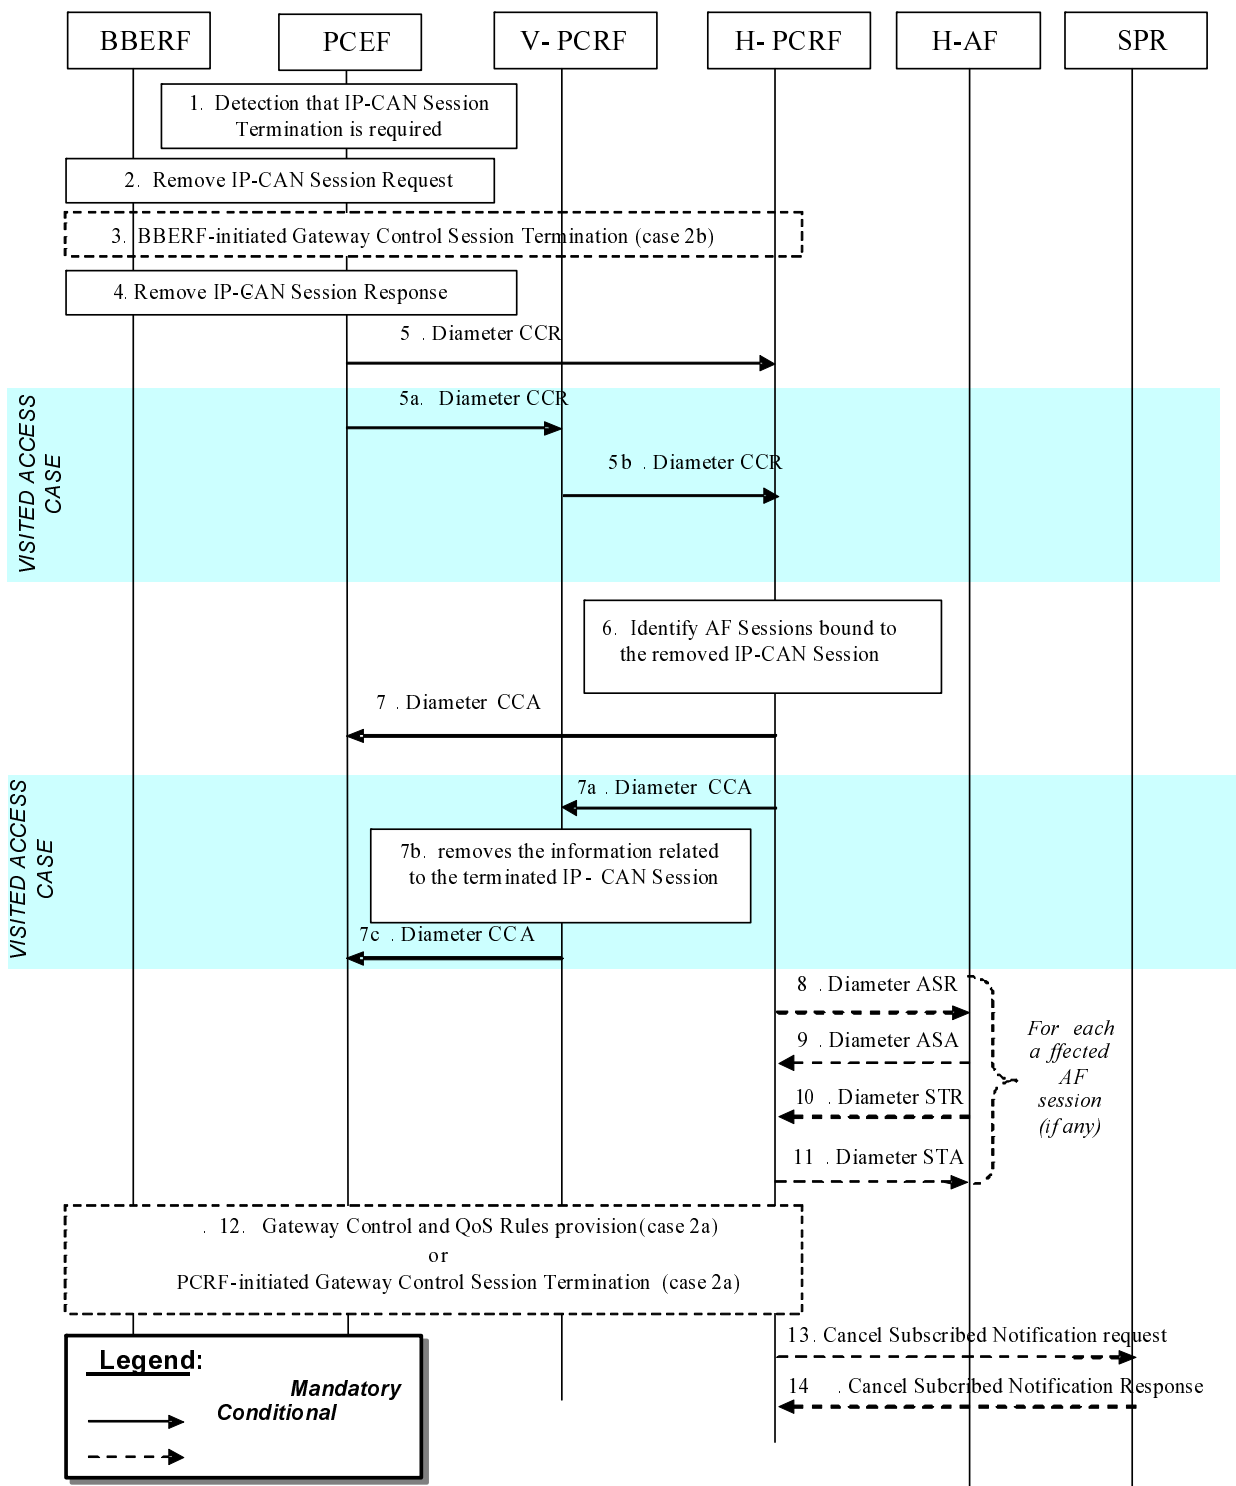 BBERF
PCEF
V- PCRF
H- PCRF
H-AF
SPR
1. Detection that IP-CAN Session
Termination is required
2. Remove IP-CAN Session Request
3. BBERF-initiated Gateway Control Session Termination (case 2b)
4. Remove IP-CAN Session Response
5 . Diameter CCR
VISITED ACCESS
CASE
5a. Diameter CCR
5b . Diameter CCR
6. Identify AF Sessions bound to
the removed IP-CAN Session
7 . Diameter CCA
VISITED ACCESS
CASE
7a . Diameter CCA
7b. removes the information related
to the terminated IP - CAN Session
7c . Diameter CCA
8 . Diameter ASR
9 . Diameter ASA
10 . Diameter STR
11 . Diameter STA
For each
a ffected
AF
session
(if any)
. 12. Gateway Control and QoS Rules provision(case 2a)
or
PCRF-initiated Gateway Control Session Termination (case 2a)
13. Cancel Subscribed Notification request
14 . Cancel Subcribed Notification Response
Legend:
Mandatory
Conditional